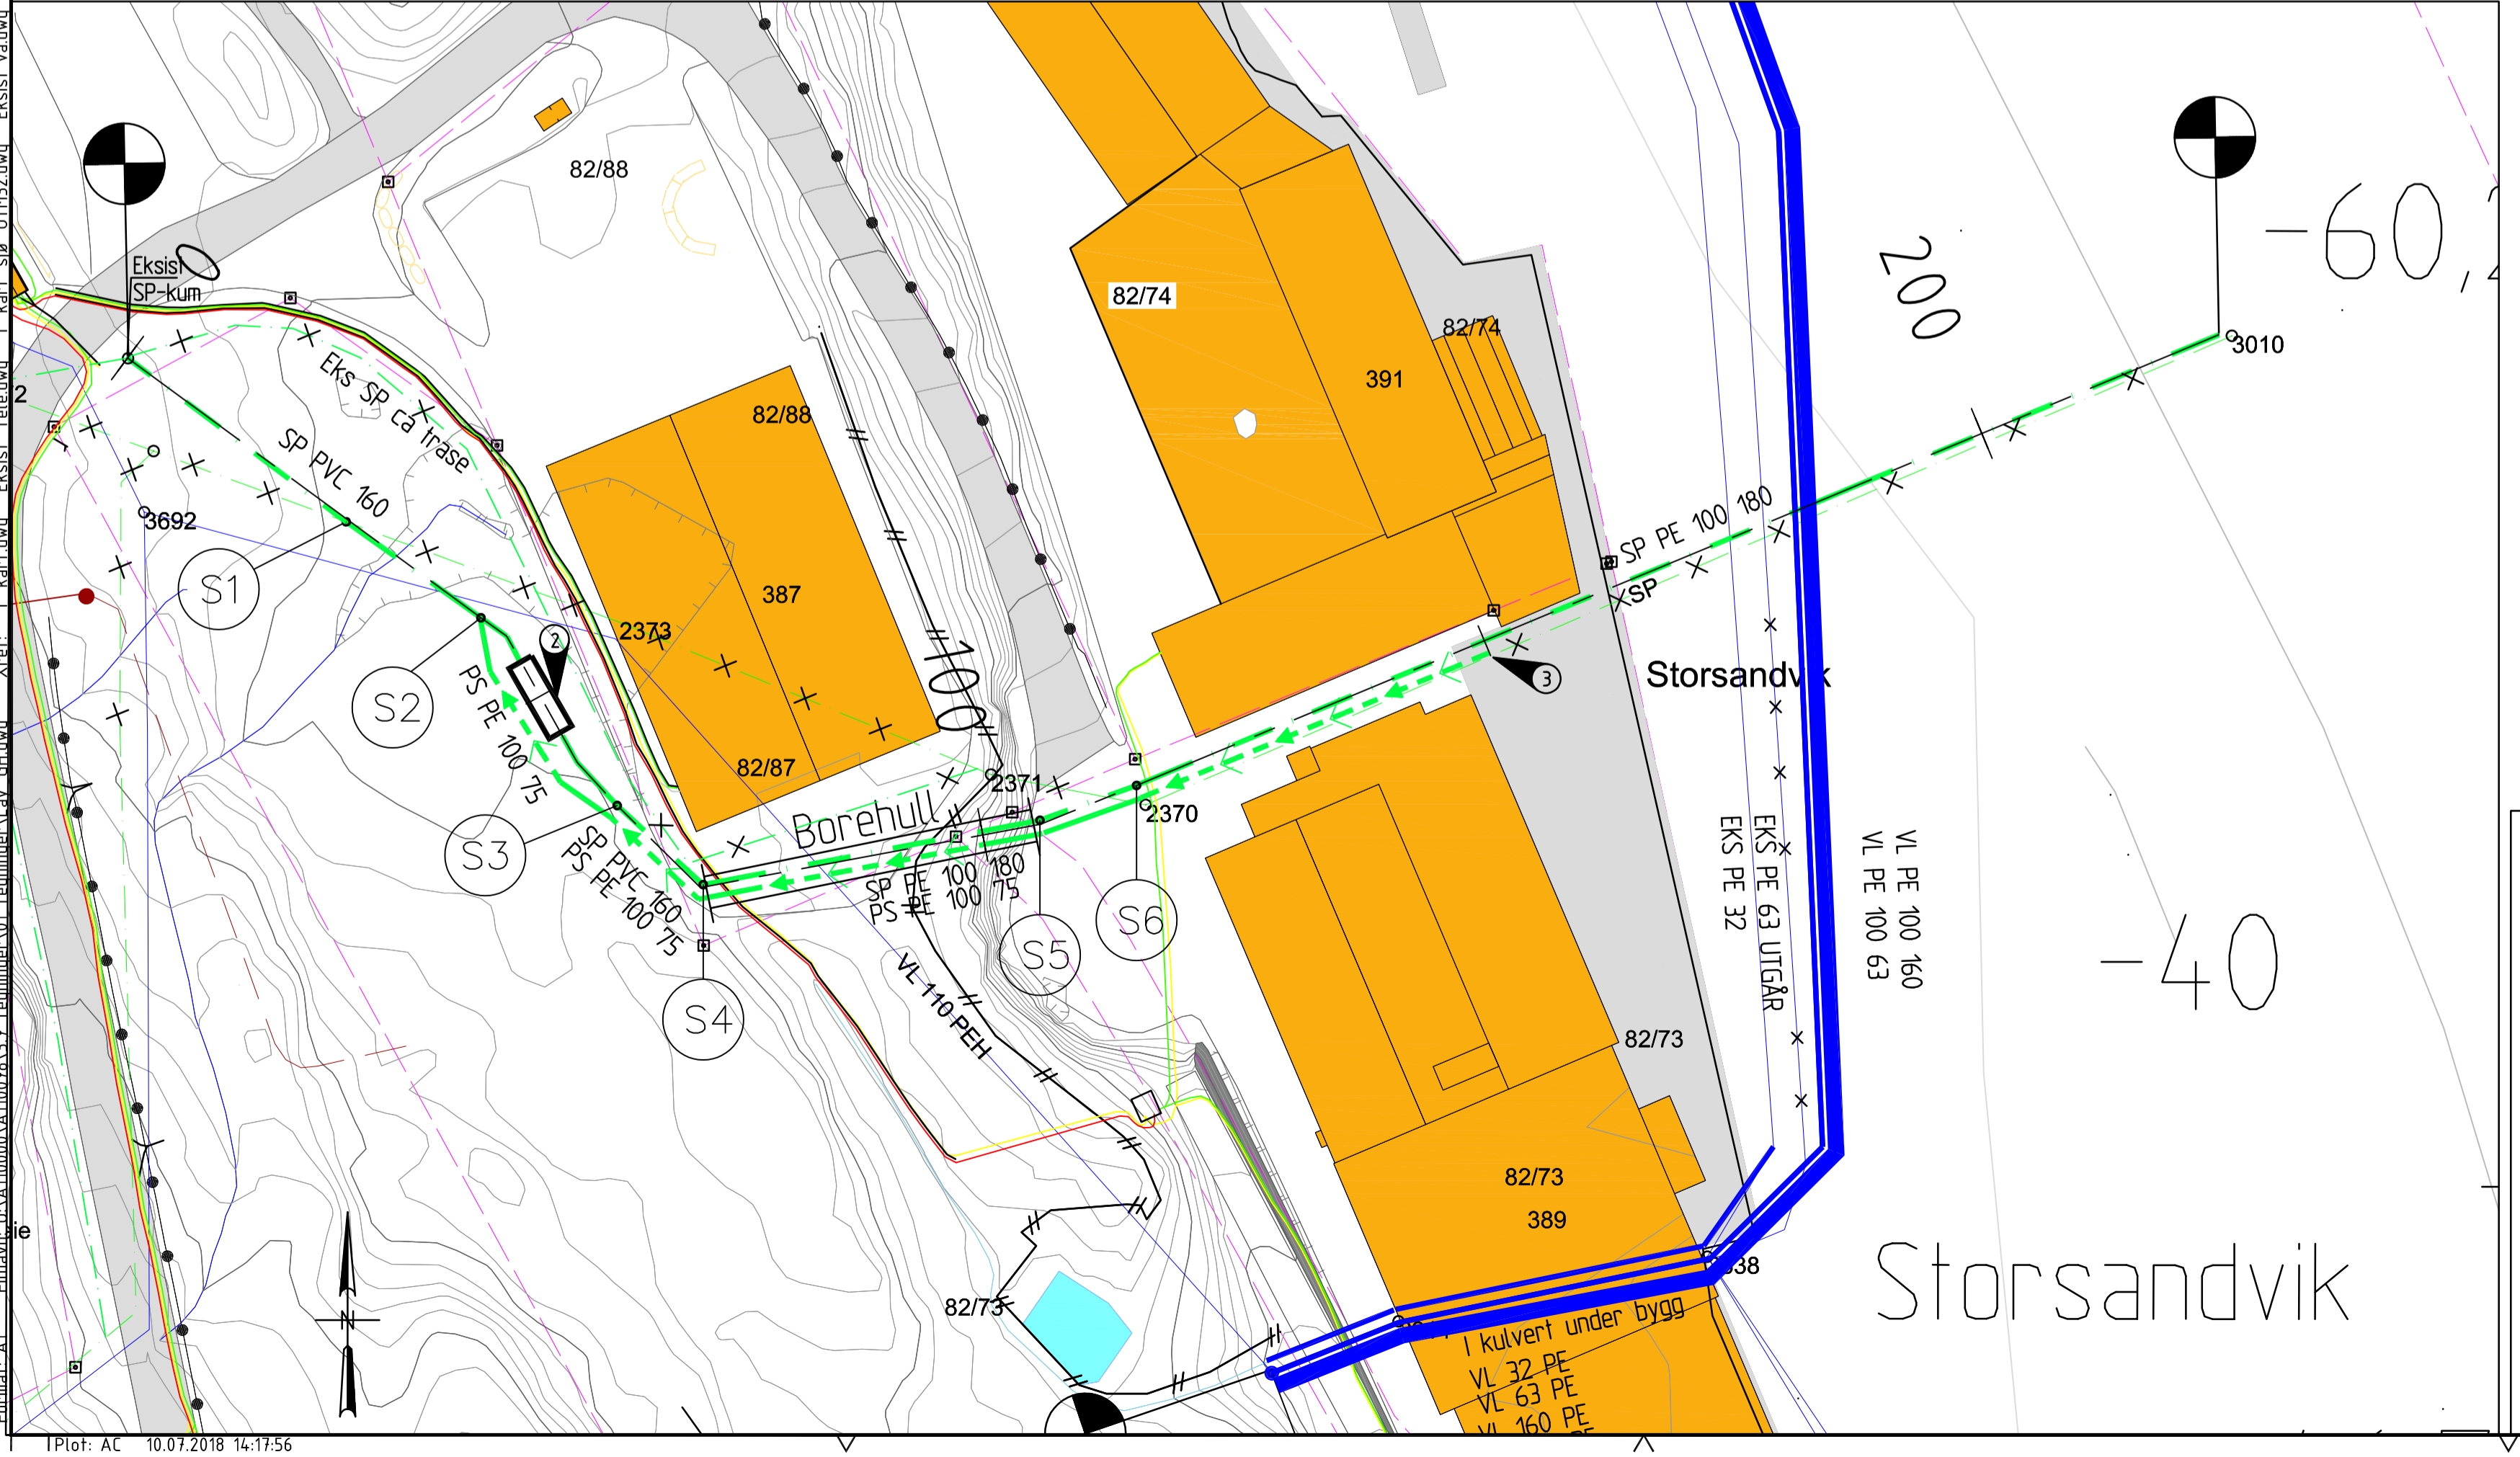 82/88
-60,2
Eksist
SP-kum
0
200
82/74
82/74
3010
391
Eks SP ca trase
82/88
SP PVC 160
3692
SP PE 100 180
SP
S1
387
2373
2
100
Storsandvik
3
S2
PS PE 100 75
82/87
2371
2370
Borehull
S3
SP PVC 160
PS PE 100 75
SP PE 100 180
PS PE 100 75
EKS PE 32
EKS PE 63 UTGÅR
VL PE 100 63
VL PE 100 160
S6
S5
-40
S4
VL 110 PEH
82/73
82/73
389
82/73
Storsandvik
N
I kulvert under bygg
VL 32 PE
VL 63 PE
VL 160 PE
Plot: AC 10.07.2018 14:17:56